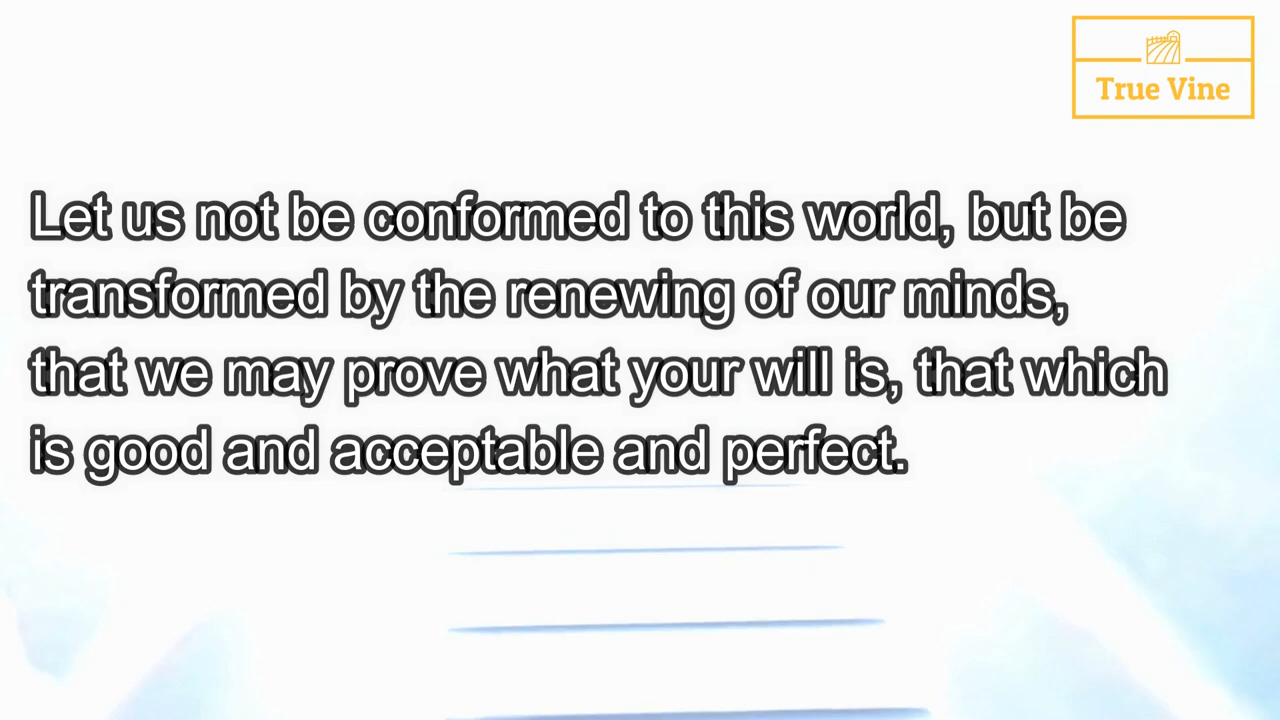 True Vine
Let us not be conformed to this world, but be
transformed by the renewing of our minds,
that we may prove what your will is, that which
is good and acceptable and perfect.